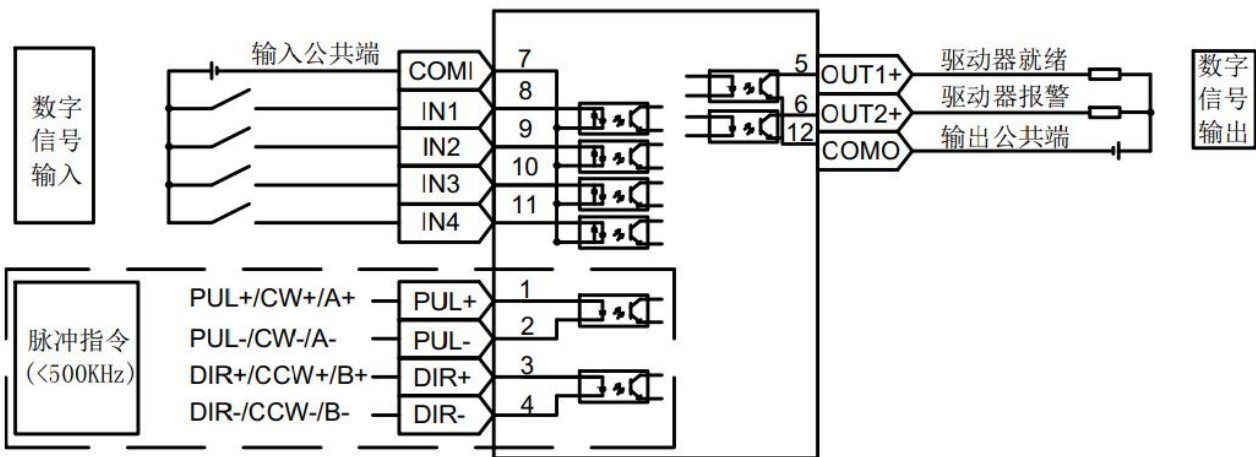 数字
信号
输入
输入公共端
COMI
7
IN1
8
IN2
9
IN3
10
IN4
11
5
OUT1+
驱动器就绪
6
OUT2+
驱动器报警
12
COMO
输出公共端
数字
信号
输出
脉冲指令
(<500KHz)
PUL+/CW+/A+
PUL+
1
PUL-/CW-/A-
PUL-
2
DIR+/CCW+/B+
DIR+
3
DIR-/CCW-/B-
DIR-
4